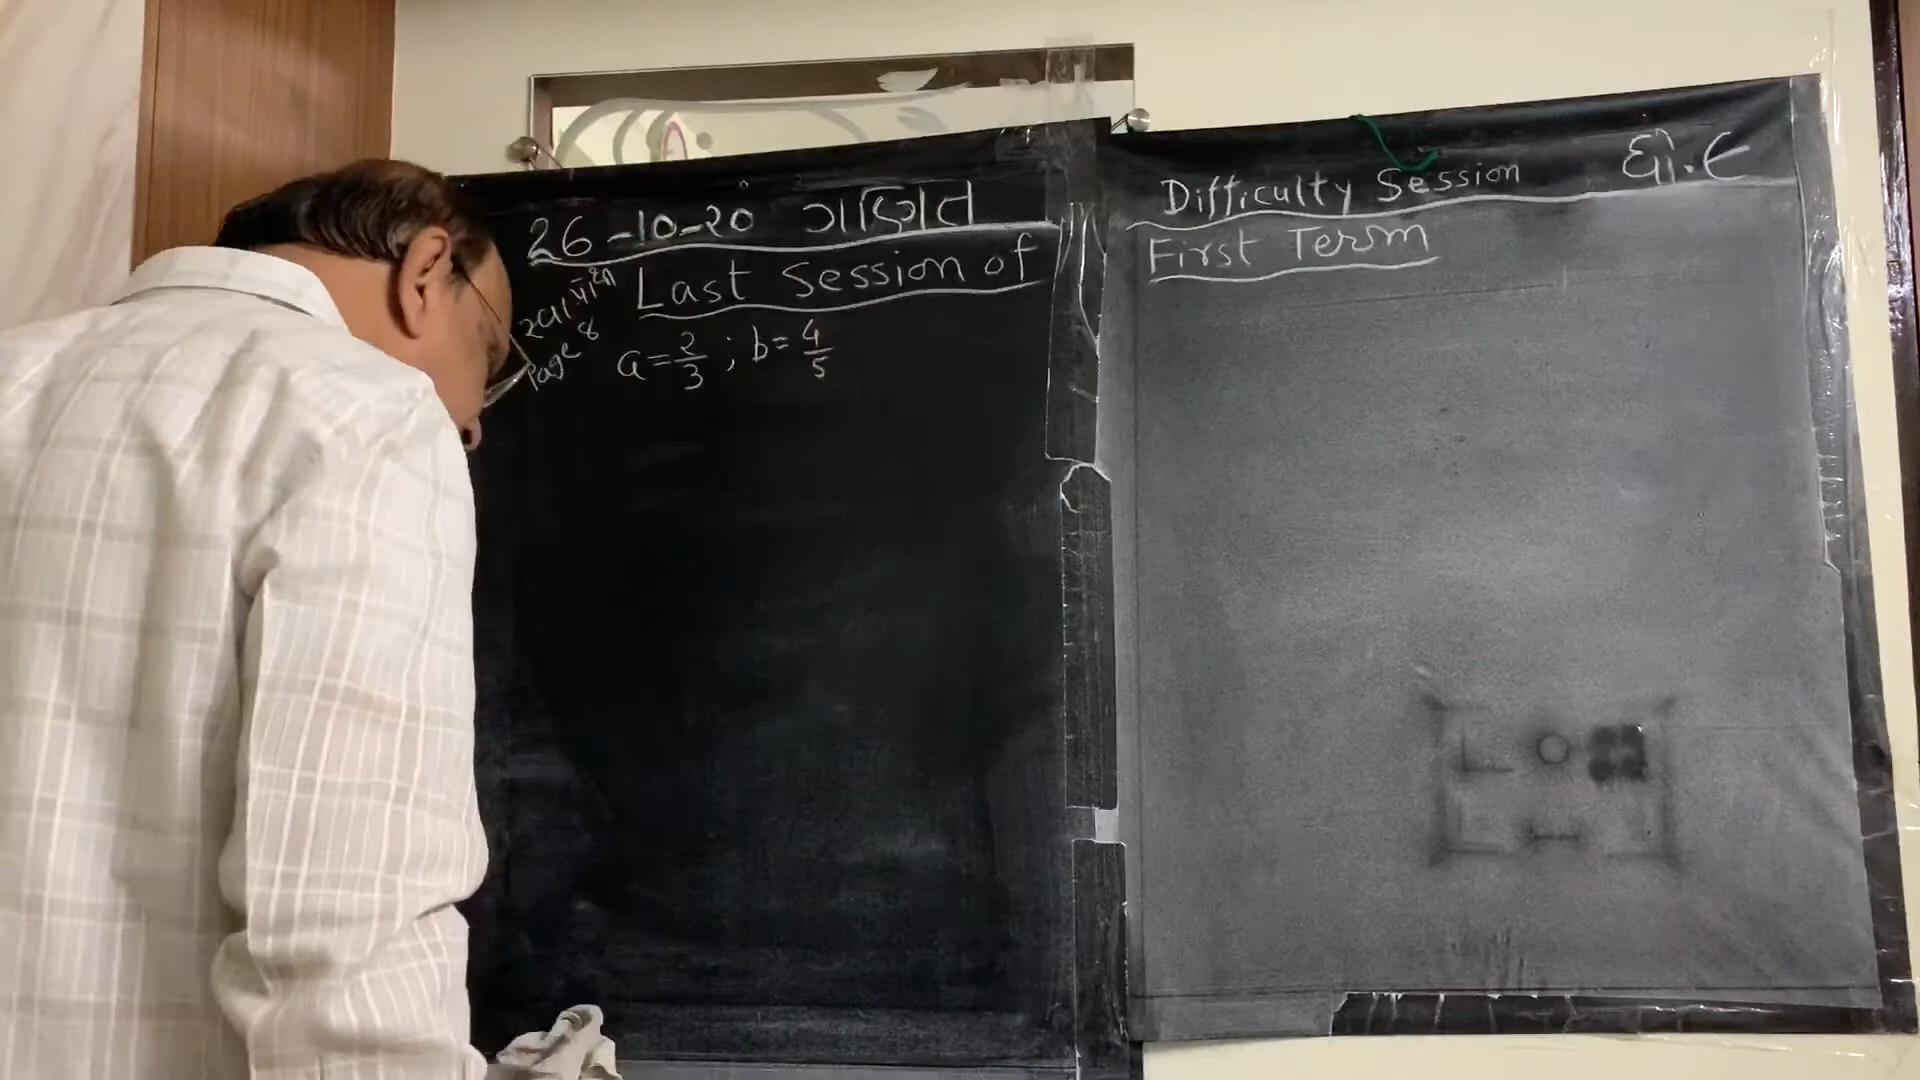 26-10-20 ગણિત
Last Session of
Page 8
a = 2/3 ; b = 4/5
Difficulty Session ધો.૯
First Term